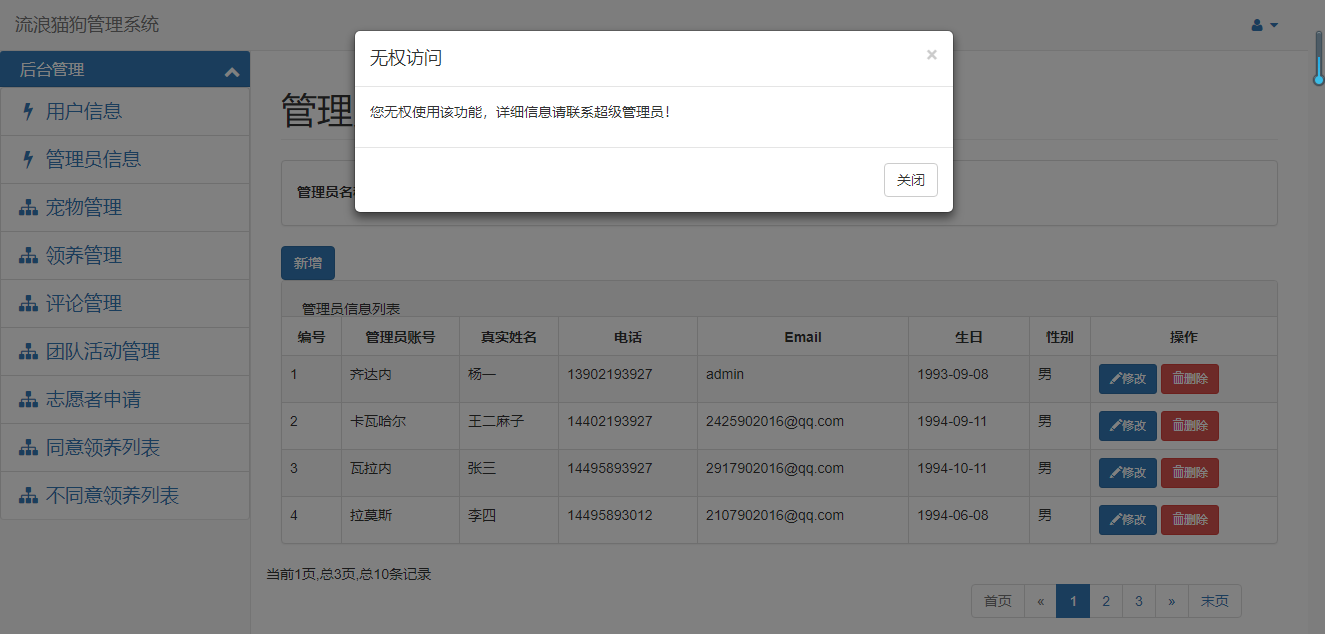 流浪猫狗管理系统
后台管理
用户信息
管理员信息
宠物管理
领养管理
评论管理
团队活动管理
志愿者申请
同意领养列表
不同意领养列表
无权访问 ×
您无权使用该功能，详细信息请联系超级管理员！
关闭
管理
管理员名
新增
管理员信息列表
编号 管理员账号 真实姓名 电话 Email 生日 性别 操作
1 齐达内 杨一 13902193927 admin 1993-09-08 男 修改 删除
2 卡瓦哈尔 王二麻子 14402193927 2425902016@qq.com 1994-09-11 男 修改 删除
3 瓦拉内 张三 14495893927 2917902016@qq.com 1994-10-11 男 修改 删除
4 拉莫斯 李四 14495893012 2107902016@qq.com 1994-06-08 男 修改 删除
当前1页,总3页,总10条记录
首页 « 1 2 3 » 末页